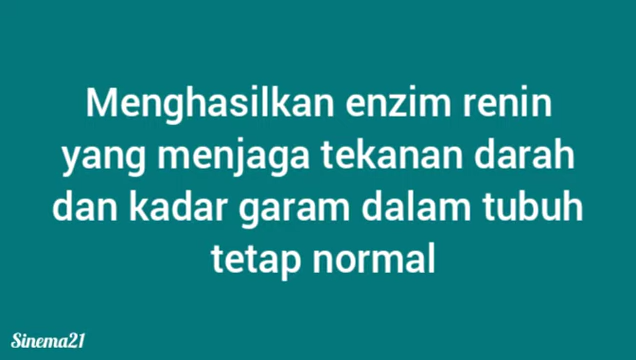 Menghasilkan enzim renin
yang menjaga tekanan darah
dan kadar garam dalam tubuh
tetap normal
Sinema21